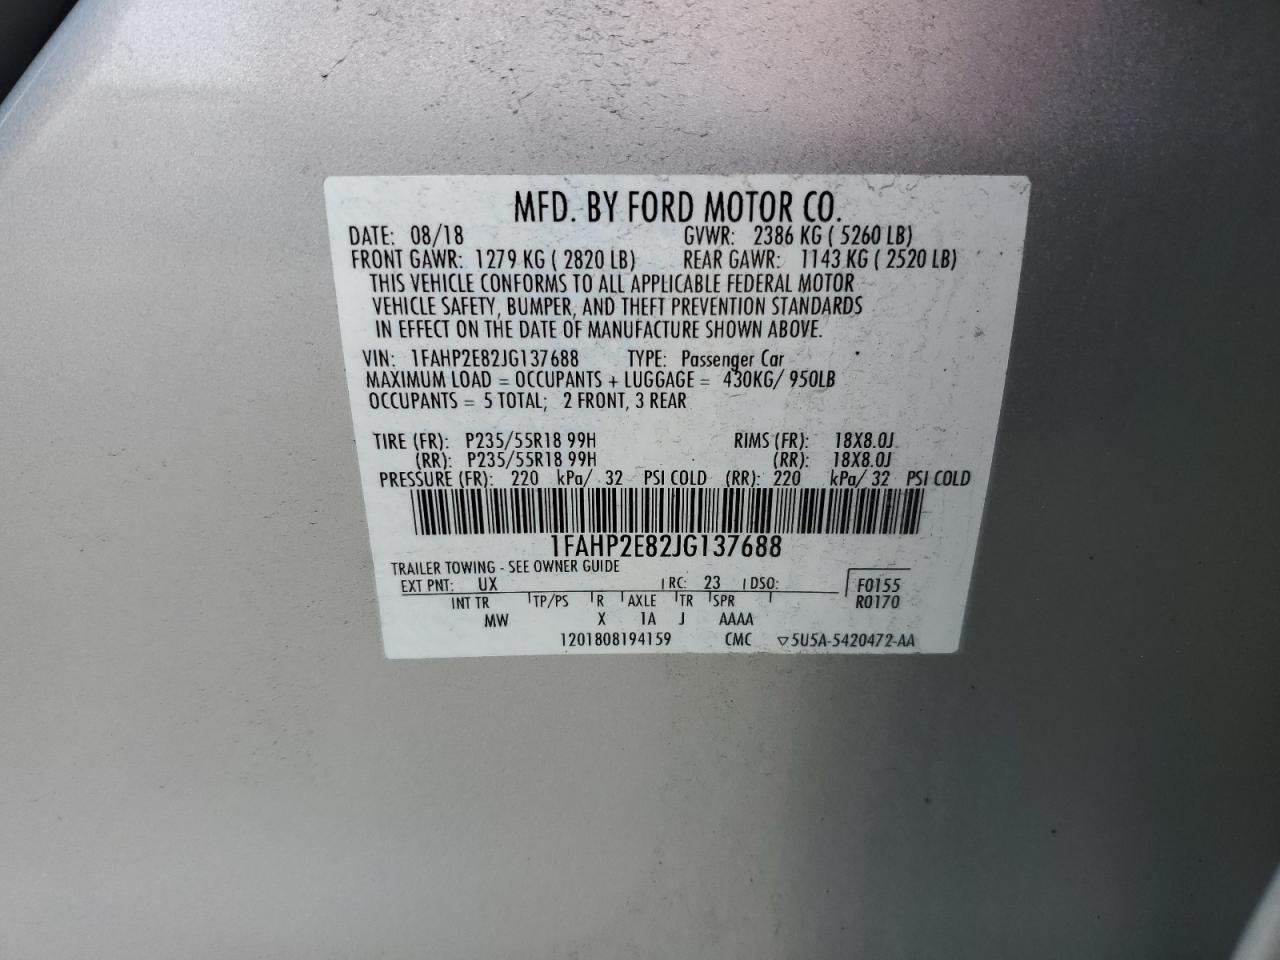 MFD. BY FORD MOTOR CO.
DATE: 08/18 GVWR: 2386 KG ( 5260 LB)
FRONT GAWR: 1279 KG ( 2820 LB) REAR GAWR: 1143 KG ( 2520 LB)
THIS VEHICLE CONFORMS TO ALL APPLICABLE FEDERAL MOTOR
VEHICLE SAFETY, BUMPER, AND THEFT PREVENTION STANDARDS
IN EFFECT ON THE DATE OF MANUFACTURE SHOWN ABOVE.
VIN: 1FAHP2E82JG137688 TYPE: Passenger Car
MAXIMUM LOAD = OCCUPANTS + LUGGAGE = 430KG/ 950LB
OCCUPANTS = 5 TOTAL; 2 FRONT, 3 REAR
TIRE (FR): P235/55R18 99H RIMS (FR): 18X8.0J
(RR): P235/55R18 99H (RR): 18X8.0J
PRESSURE (FR): 220 kPa/ 32 PSI COLD (RR): 220 kPa/ 32 PSI COLD
1FAHP2E82JG137688
TRAILER TOWING - SEE OWNER GUIDE
EXT PNT: UX RC: 23 DSO: F0155
INT TR TP/PS R AXLE TR SPR R0170
MW X 1A J AAAA
1201808194159 CMC ▽5U5A-5420472-AA